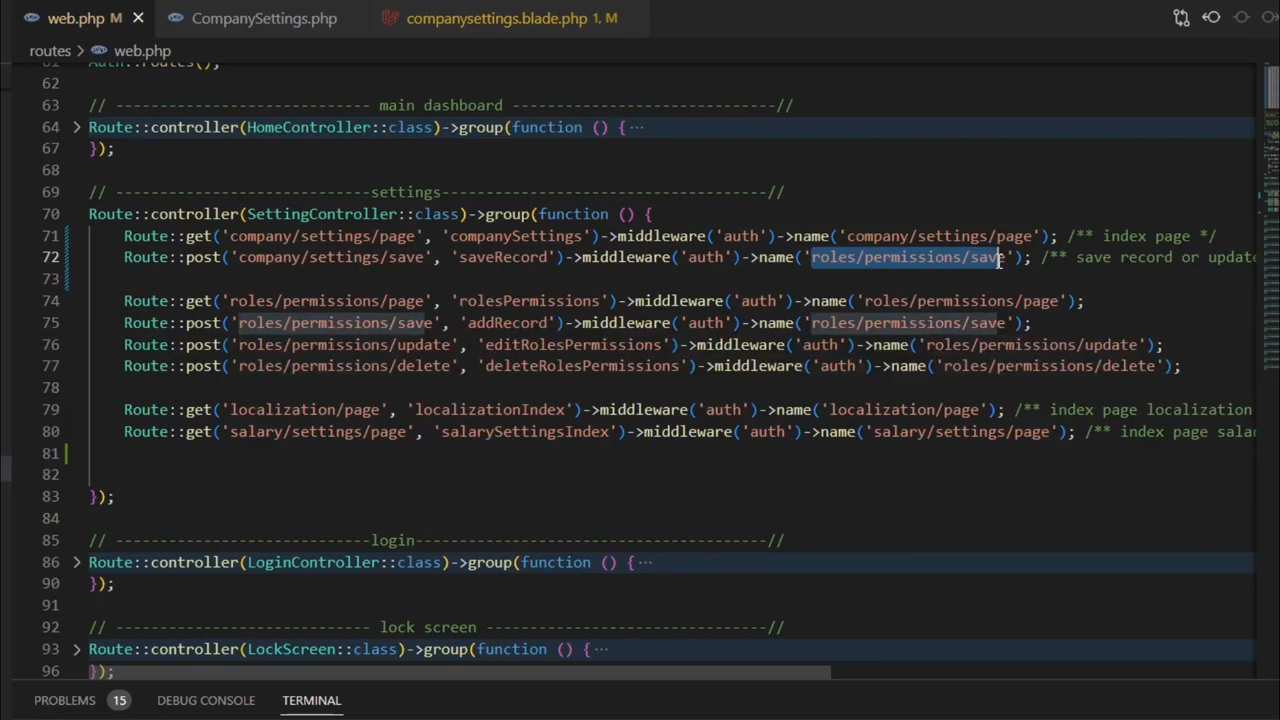 web.php M
CompanySettings.php
companysettings.blade.php 1, M
routes > web.php
61 Auth::routes();
62
63 // --------------------------- main dashboard ------------------------------//
64 Route::controller(HomeController::class)->group(function () {···
67 });
68
69 // -----------------------------settings-------------------------------------//
70 Route::controller(SettingController::class)->group(function () {
71 Route::get('company/settings/page', 'companySettings')->middleware('auth')->name('company/settings/page'); /** index page */
72 Route::post('company/settings/save', 'saveRecord')->middleware('auth')->name('roles/permissions/save'); /** save record or update
73
74 Route::get('roles/permissions/page', 'rolesPermissions')->middleware('auth')->name('roles/permissions/page');
75 Route::post('roles/permissions/save', 'addRecord')->middleware('auth')->name('roles/permissions/save');
76 Route::post('roles/permissions/update', 'editRolesPermissions')->middleware('auth')->name('roles/permissions/update');
77 Route::post('roles/permissions/delete', 'deleteRolesPermissions')->middleware('auth')->name('roles/permissions/delete');
78
79 Route::get('localization/page', 'localizationIndex')->middleware('auth')->name('localization/page'); /** index page localization
80 Route::get('salary/settings/page', 'salarySettingsIndex')->middleware('auth')->name('salary/settings/page'); /** index page salar
81
82
83 });
84
85 // -----------------------------login----------------------------------------//
86 Route::controller(LoginController::class)->group(function () {···
90 });
91
92 // ---------------------------- lock screen --------------------------------//
93 Route::controller(LockScreen::class)->group(function () {···
96 });
PROBLEMS 15 DEBUG CONSOLE TERMINAL